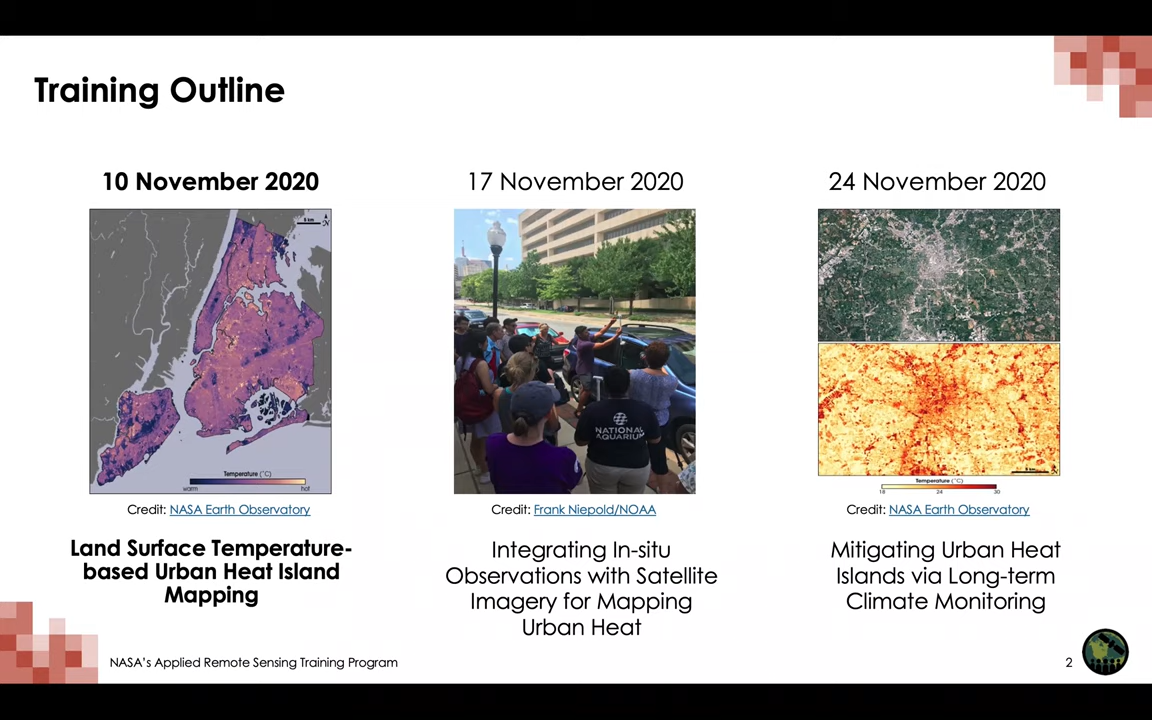 Training Outline
10 November 2020
17 November 2020
24 November 2020
5 km
N
Temperature (°C)
warm
hot
NATIONAL
AQUARIUM
Temperature (°C)
18
24
30
Credit: NASA Earth Observatory
Credit: Frank Niepold/NOAA
Credit: NASA Earth Observatory
Land Surface Temperature-
based Urban Heat Island
Mapping
Integrating In-situ
Observations with Satellite
Imagery for Mapping
Urban Heat
Mitigating Urban Heat
Islands via Long-term
Climate Monitoring
NASA's Applied Remote Sensing Training Program
2